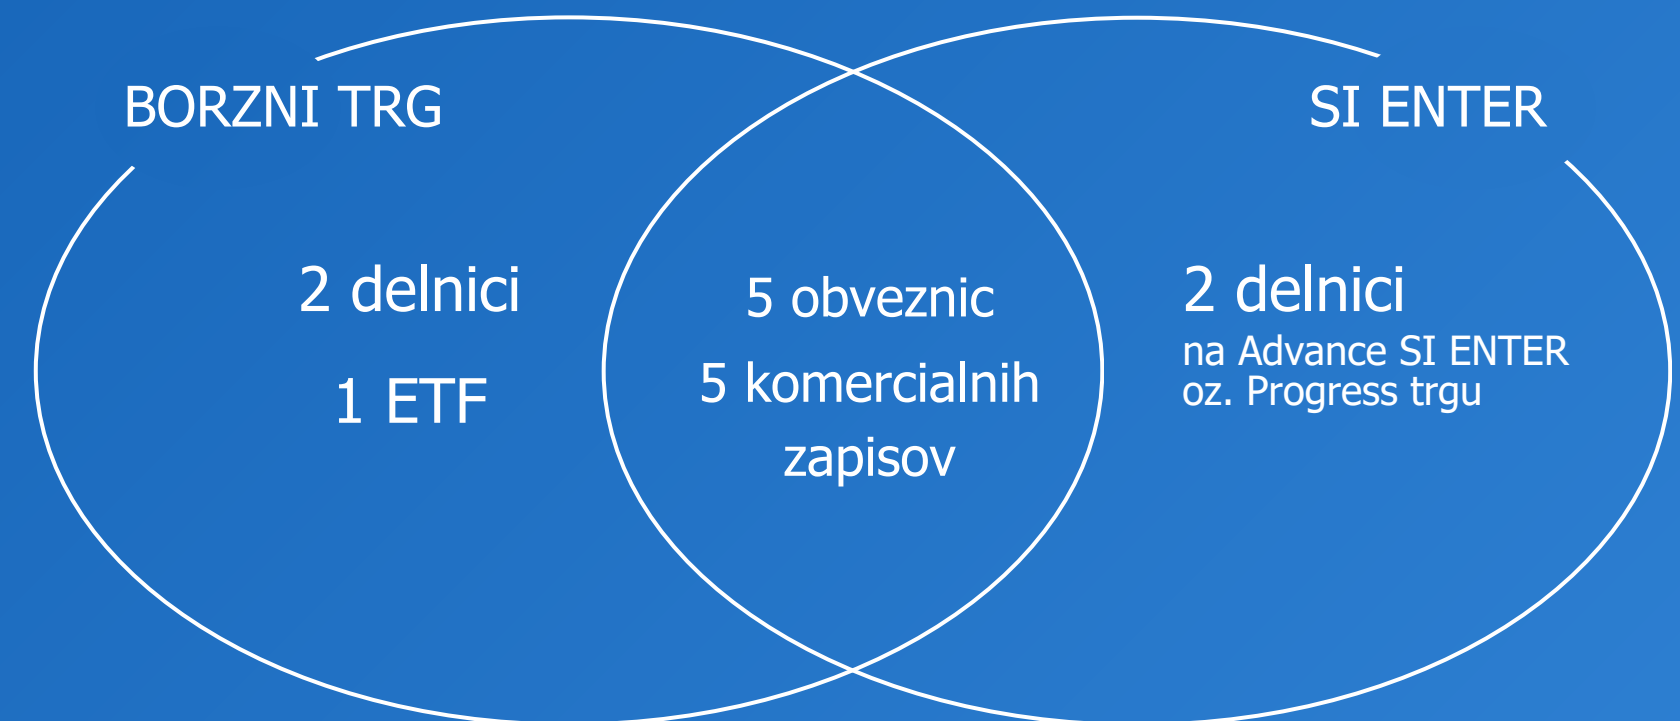 BORZNI TRG
SI ENTER
2 delnici
1 ETF
5 obveznic
5 komercialnih
zapisov
2 delnici
na Advance SI ENTER
oz. Progress trgu